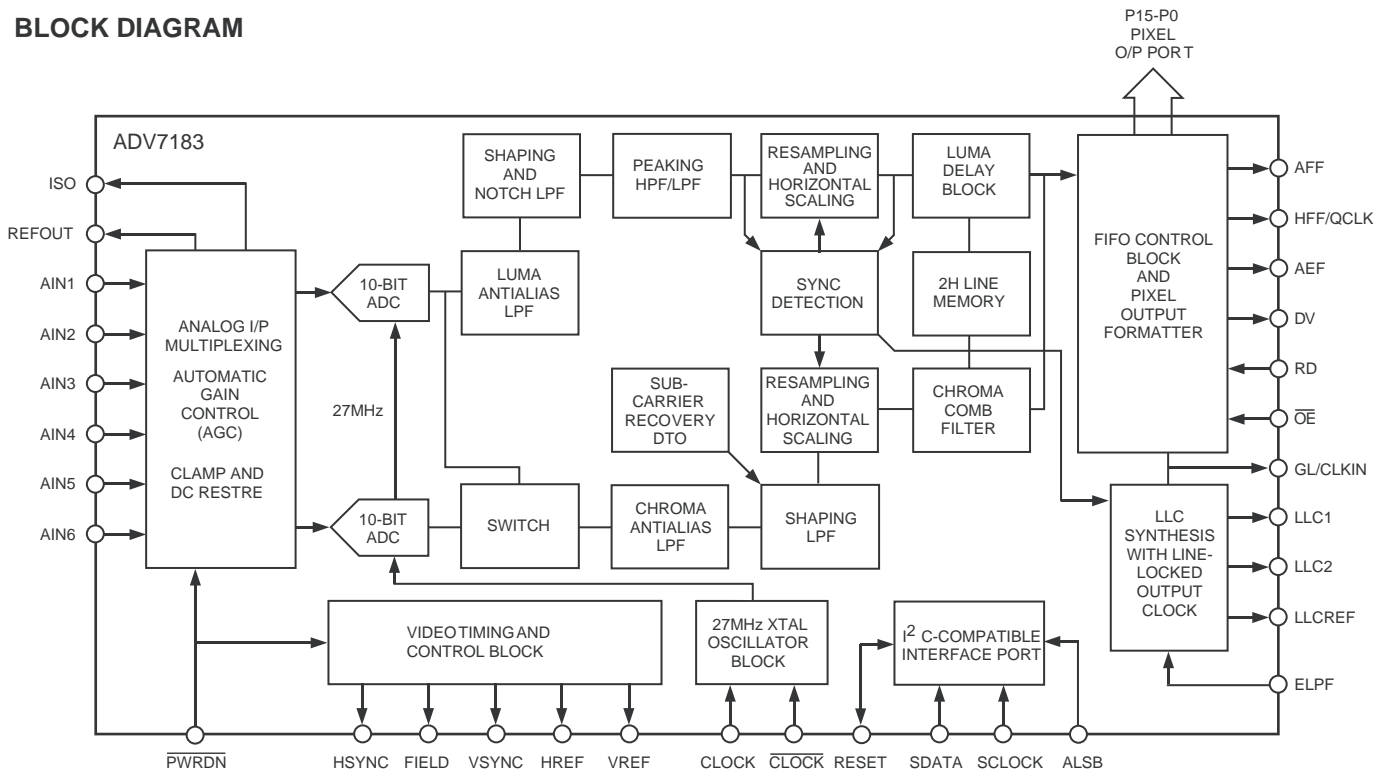 BLOCK DIAGRAM
P15-P0
PIXEL
O/P PORT
ADV7183
ISO
REFOUT
AIN1
AIN2
AIN3
AIN4
AIN5
AIN6
ANALOG I/P
MULTIPLEXING
AUTOMATIC
GAIN
CONTROL
(AGC)
CLAMP AND
DC RESTRE
10-BIT
ADC
27MHz
10-BIT
ADC
SHAPING
AND
NOTCH LPF
LUMA
ANTIALIAS
LPF
PEAKING
HPF/LPF
RESAMPLING
AND
HORIZONTAL
SCALING
LUMA
DELAY
BLOCK
SYNC
DETECTION
2H LINE
MEMORY
SUB-
CARRIER
RECOVERY
DTO
RESAMPLING
AND
HORIZONTAL
SCALING
CHROMA
COMB
FILTER
SWITCH
CHROMA
ANTIALIAS
LPF
SHAPING
LPF
FIFO CONTROL
BLOCK
AND
PIXEL
OUTPUT
FORMATTER
AFF
HFF/QCLK
AEF
DV
RD
OE
GL/CLKIN
LLC
SYNTHESIS
WITH LINE-
LOCKED
OUTPUT
CLOCK
LLC1
LLC2
LLCREF
ELPF
VIDEO TIMING AND
CONTROL BLOCK
27MHz XTAL
OSCILLATOR
BLOCK
I² C-COMPATIBLE
INTERFACE PORT
PWRDN
HSYNC
FIELD
VSYNC
HREF
VREF
CLOCK
CLOCK
RESET
SDATA
SCLOCK
ALSB